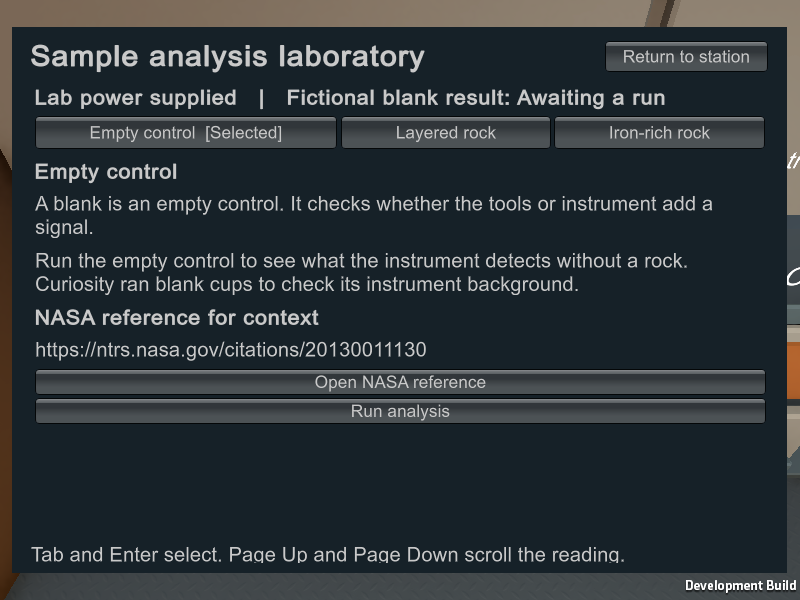 Sample analysis laboratory
Return to station
Lab power supplied | Fictional blank result: Awaiting a run
Empty control [Selected]
Layered rock
Iron-rich rock
Empty control
A blank is an empty control. It checks whether the tools or instrument add a
signal.
Run the empty control to see what the instrument detects without a rock.
Curiosity ran blank cups to check its instrument background.
NASA reference for context
https://ntrs.nasa.gov/citations/20130011130
Open NASA reference
Run analysis
Tab and Enter select. Page Up and Page Down scroll the reading.
Development Build